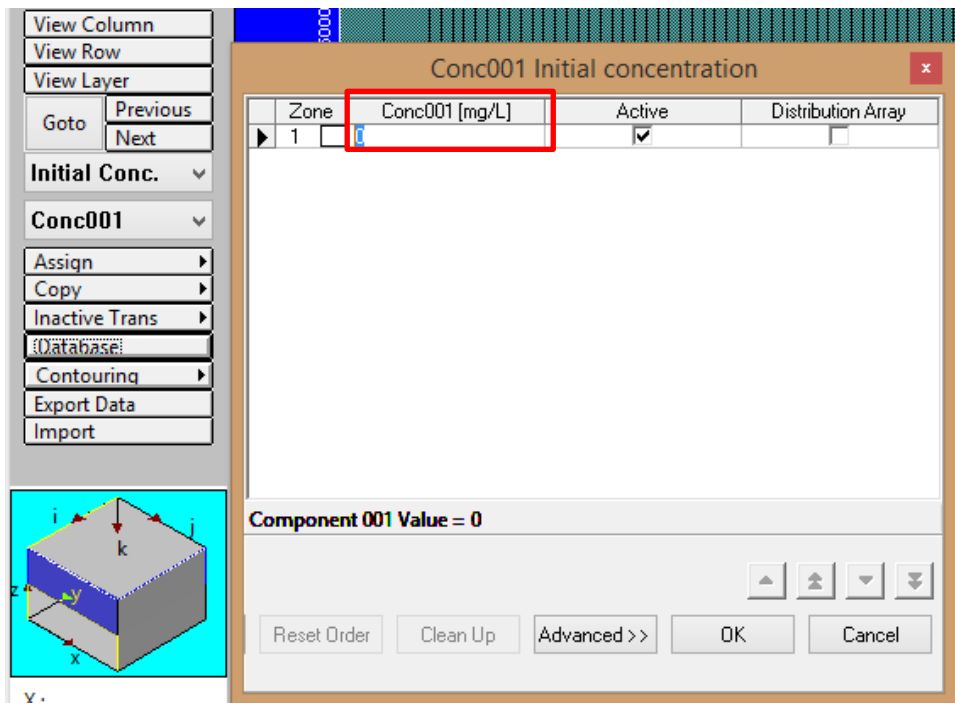 View Column
View Row
View Layer
Goto
Previous
Next
Initial Conc.
Conc001
Assign
Copy
Inactive Trans
Database
Contouring
Export Data
Import
i
j
k
z
y
x
X :
5000
Conc001 Initial concentration
x
Zone Conc001 [mg/L] Active Distribution Array
1 0
Component 001 Value = 0
Reset Order Clean Up Advanced >> OK Cancel